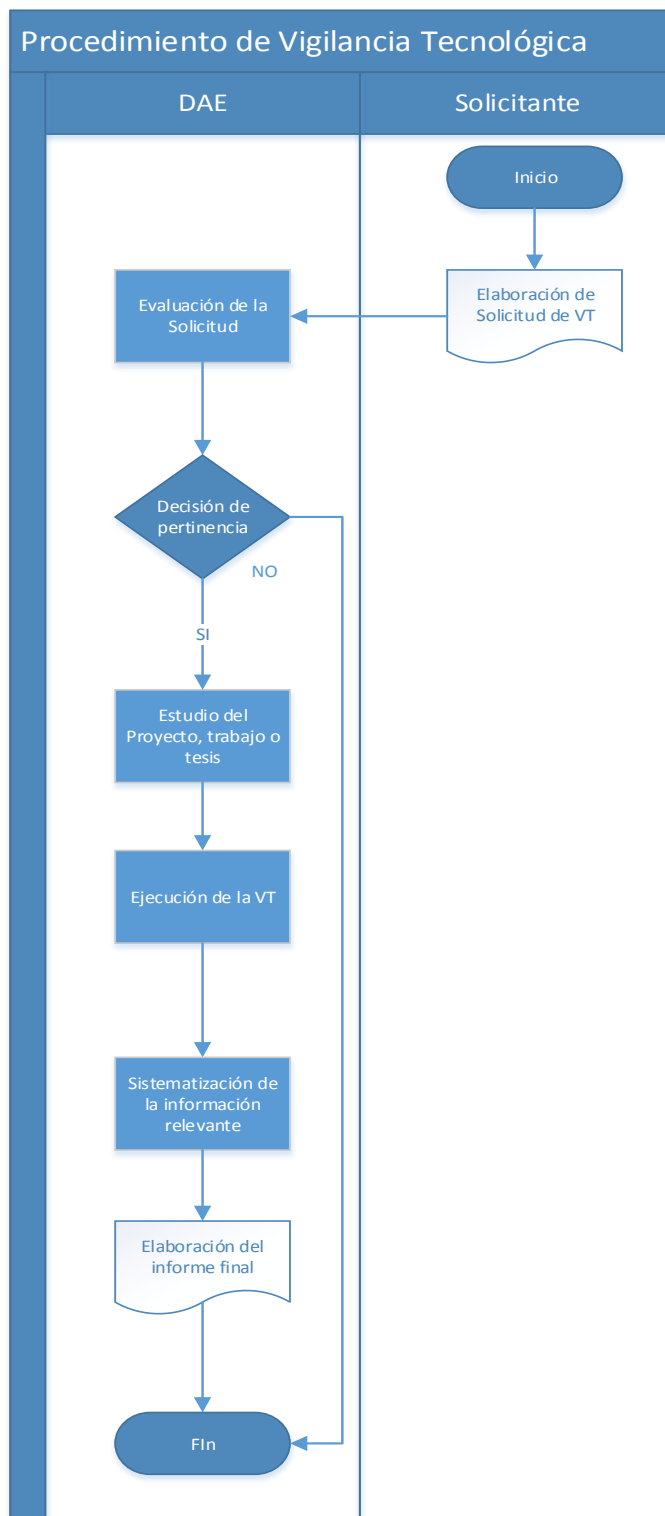 Procedimiento de Vigilancia Tecnológica
DAE
Solicitante
Inicio
Elaboración de
Solicitud de VT
Evaluación de la
Solicitud
Decisión de
pertinencia
NO
SI
Estudio del
Proyecto, trabajo o
tesis
Ejecución de la VT
Sistematización de
la información
relevante
Elaboración del
informe final
FIn